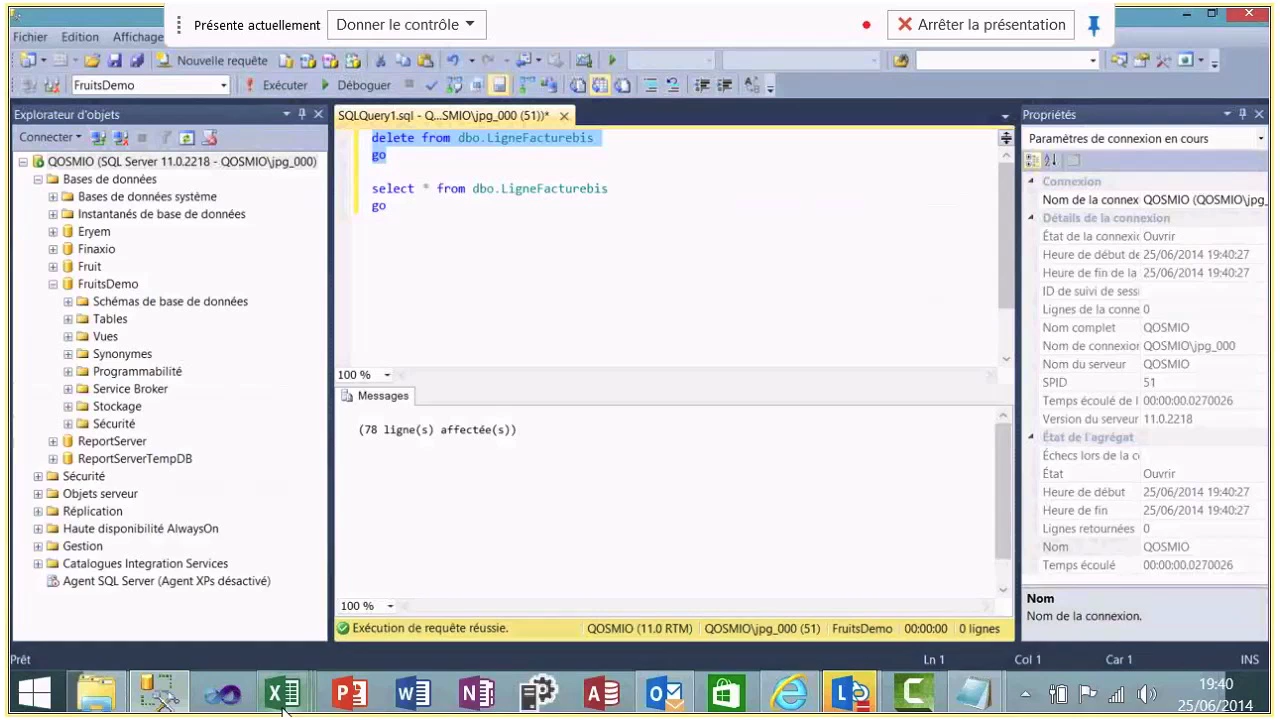 Présente actuellement
Donner le contrôle
Arrêter la présentation
Fichier Edition Affichage
Nouvelle requête
FruitsDemo
Exécuter
Déboguer
Explorateur d'objets
Connecter
QOSMIO (SQL Server 11.0.2218 - QOSMIO\jpg_000)
Bases de données
Bases de données système
Instantanés de base de données
Eryem
Finaxio
Fruit
FruitsDemo
Schémas de base de données
Tables
Vues
Synonymes
Programmabilité
Service Broker
Stockage
Sécurité
ReportServer
ReportServerTempDB
Sécurité
Objets serveur
Réplication
Haute disponibilité AlwaysOn
Gestion
Catalogues Integration Services
Agent SQL Server (Agent XPs désactivé)
SQLQuery1.sql - Q...SMIO\jpg_000 (51))*
delete from dbo.LigneFacturebis
go
select * from dbo.LigneFacturebis
go
100 %
Messages
(78 ligne(s) affectée(s))
100 %
Exécution de requête réussie.
QOSMIO (11.0 RTM)
QOSMIO\jpg_000 (51)
FruitsDemo
00:00:00
0 lignes
Propriétés
Paramètres de connexion en cours
Connexion
Nom de la connex QOSMIO (QOSMIO\jpg_
Détails de la connexion
État de la connexic Ouvrir
Heure de début de 25/06/2014 19:40:27
Heure de fin de la 25/06/2014 19:40:27
ID de suivi de sess
Lignes de la conne 0
Nom complet QOSMIO
Nom de connexior QOSMIO\jpg_000
Nom du serveur QOSMIO
SPID 51
Temps écoulé de l 00:00:00.0270026
Version du serveur 11.0.2218
État de l'agrégat
Échecs lors de la c
État Ouvrir
Heure de début 25/06/2014 19:40:27
Heure de fin 25/06/2014 19:40:27
Lignes retournées 0
Nom QOSMIO
Temps écoulé 00:00:00.0270026
Nom
Nom de la connexion.
Prêt
Ln 1
Col 1
Car 1
INS
19:40
25/06/2014